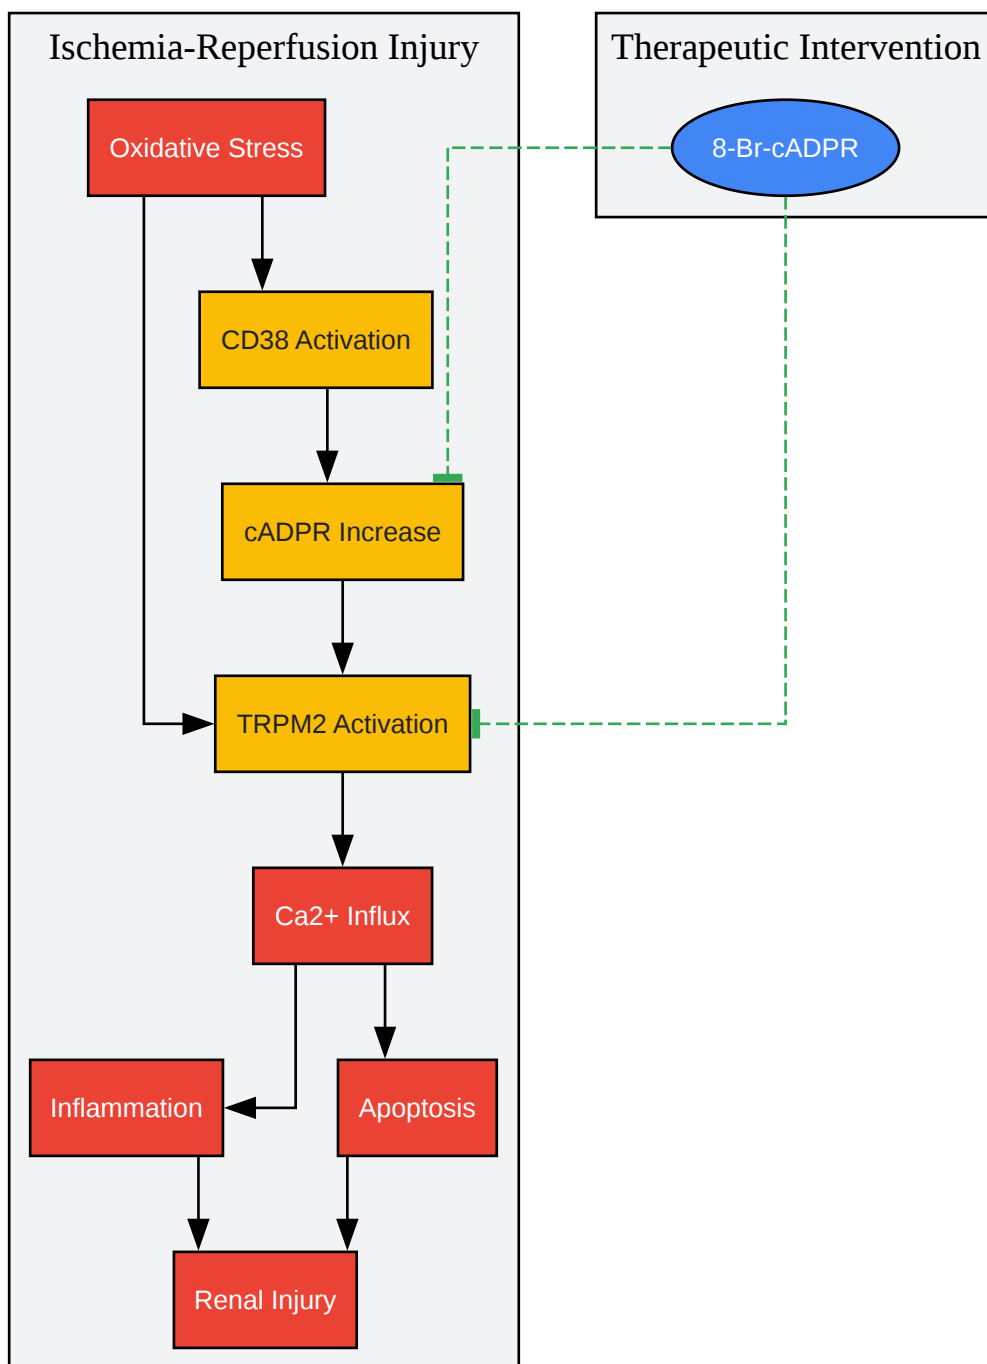 Ischemia-Reperfusion Injury
Therapeutic Intervention
Oxidative Stress
8-Br-cADPR
CD38 Activation
cADPR Increase
TRPM2 Activation
Ca2+ Influx
Inflammation
Apoptosis
Renal Injury